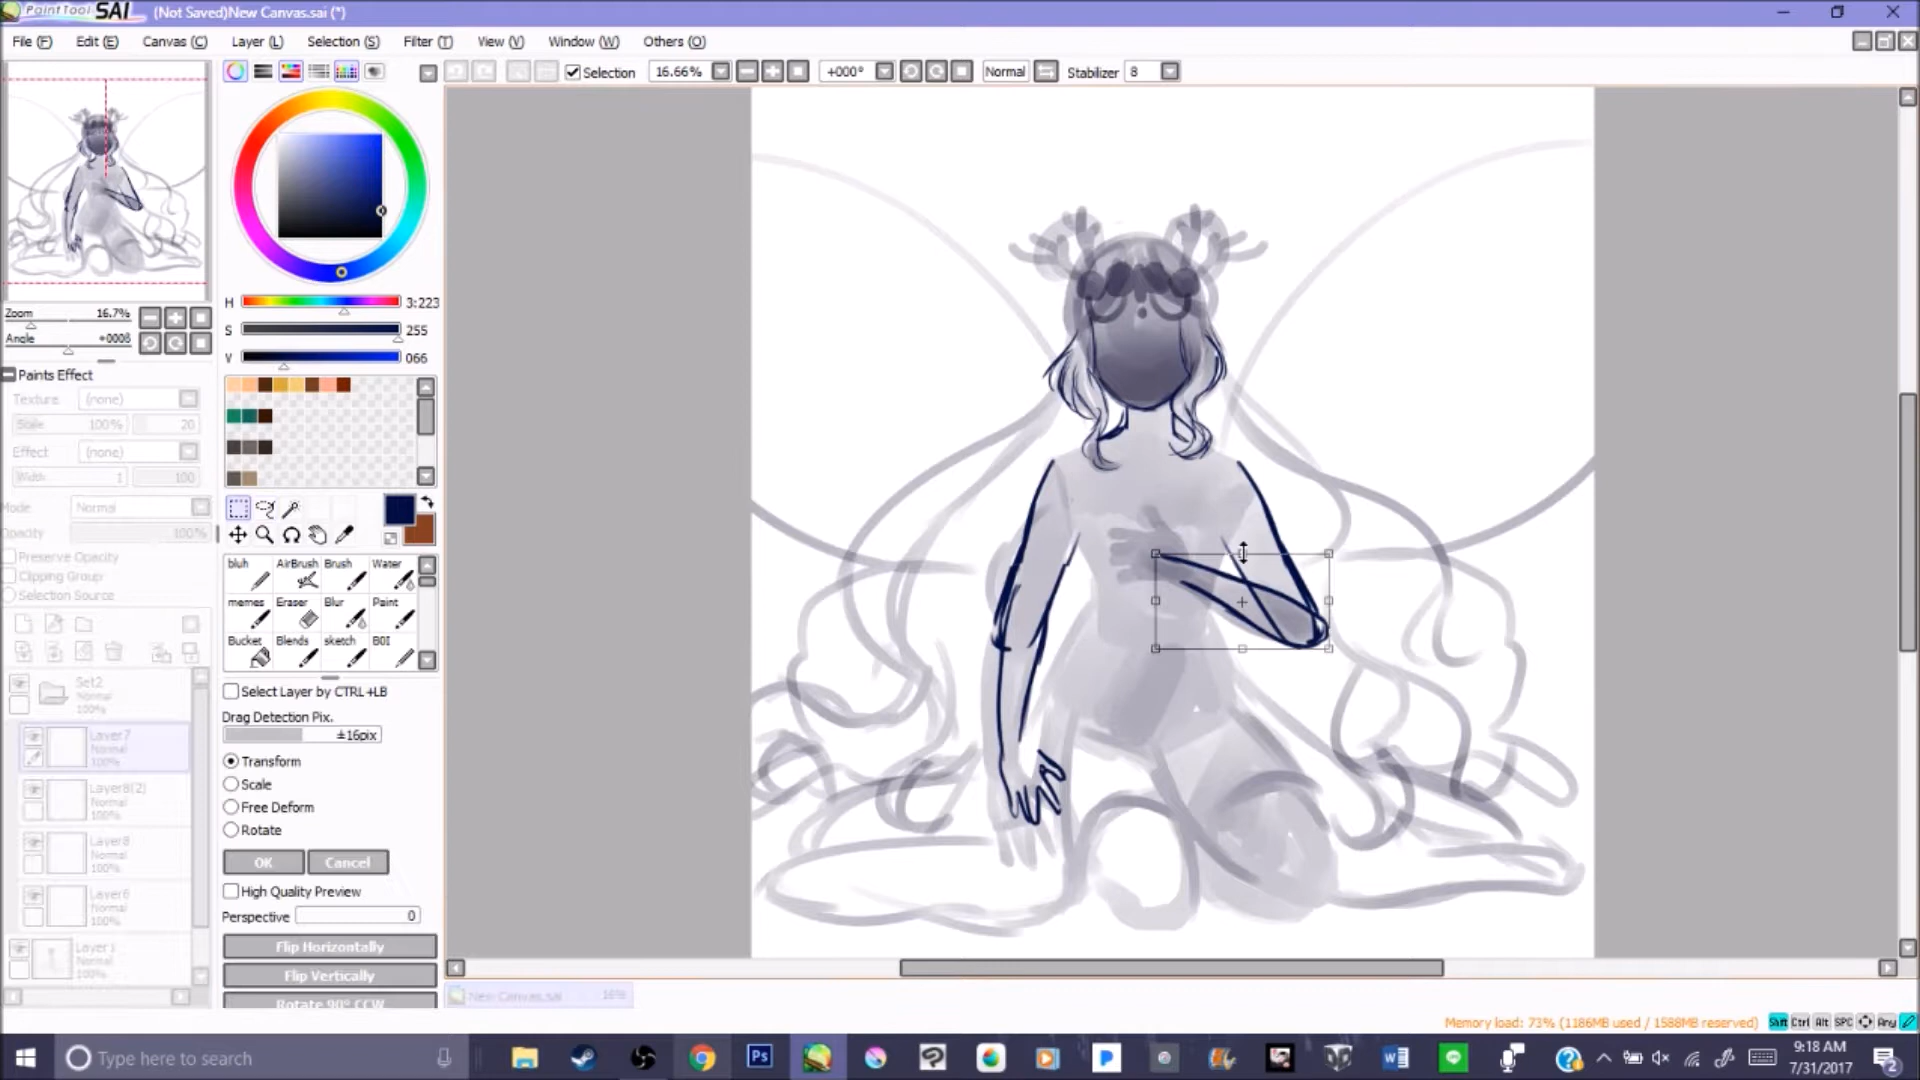 PaintTool SAI (Not Saved)New Canvas.sai (*)
File (F) Edit (E) Canvas (C) Layer (L) Selection (S) Filter (T) View (V) Window (W) Others (O)
Selection 16.66% +000° Normal Stabilizer 8
Zoom 16.7%
Angle +000
H 3:223
S 255
V 066
Paints Effect
Texture (none)
Scale 100% 20
Effect (none)
Width 1 100
Mode Normal
Opacity 100%
Preserve Opacity
Clipping Group
Selection Source
bluh AirBrush Brush Water
memes Eraser Blur Paint
Bucket Blends sketch BOI
Select Layer by CTRL+LB
Drag Detection Pix.
±16pix
Transform
Scale
Free Deform
Rotate
OK Cancel
High Quality Preview
Perspective 0
Flip Horizontally
Flip Vertically
Rotate 90° CCW
Set2
Normal
100%
Layer7
Normal
100%
Layer8(2)
Normal
100%
Layer8
Normal
100%
Layer6
Normal
100%
Layer1
Normal
100%
New Canvas.sai 16%
Memory load: 73% (1186MB used / 1588MB reserved) Shift Ctrl Alt SPC Any
Type here to search
Ps
9:18 AM
7/31/2017
2